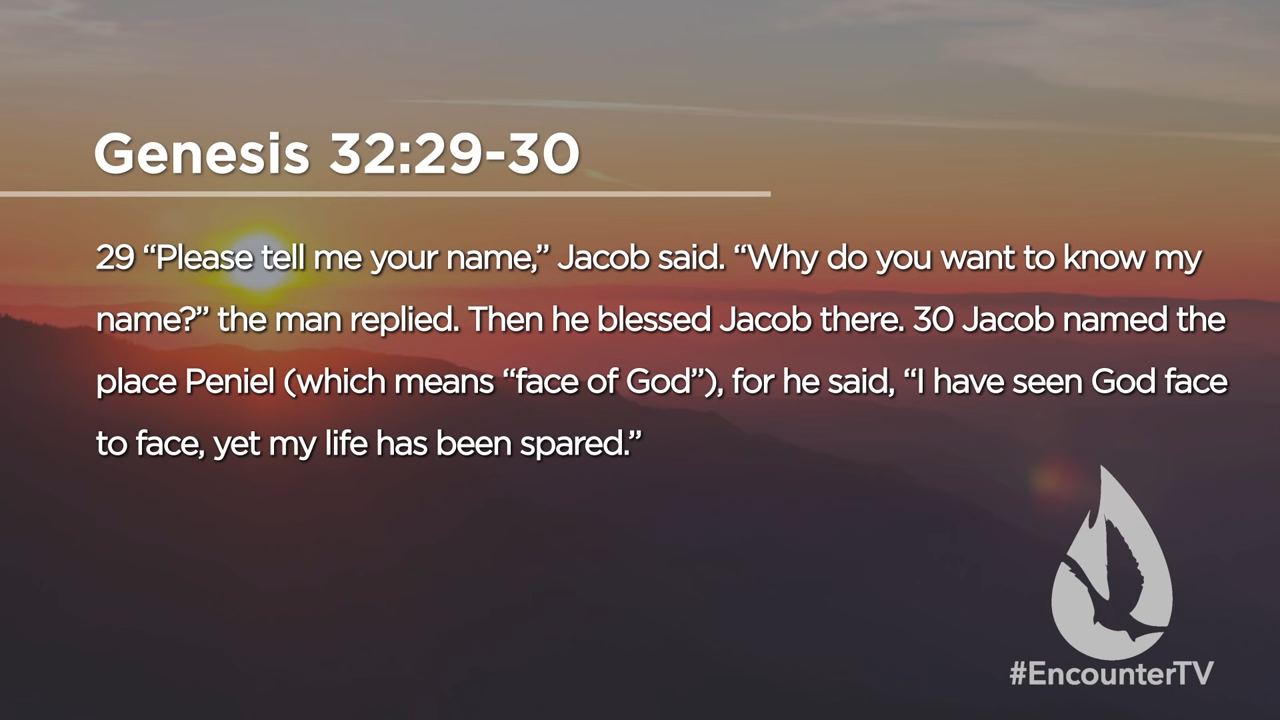 Genesis 32:29-30
29 “Please tell me your name,” Jacob said. “Why do you want to know my
name?” the man replied. Then he blessed Jacob there. 30 Jacob named the
place Peniel (which means “face of God”), for he said, “I have seen God face
to face, yet my life has been spared.”
#EncounterTV